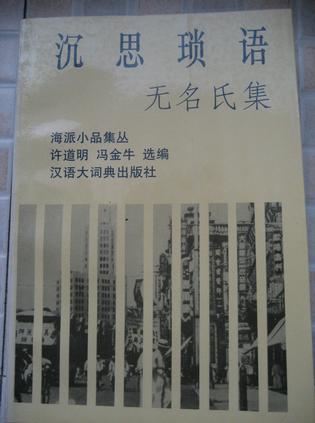 沉思琐语
无名氏集
海派小品集丛
许道明 冯金牛 选编
汉语大词典出版社